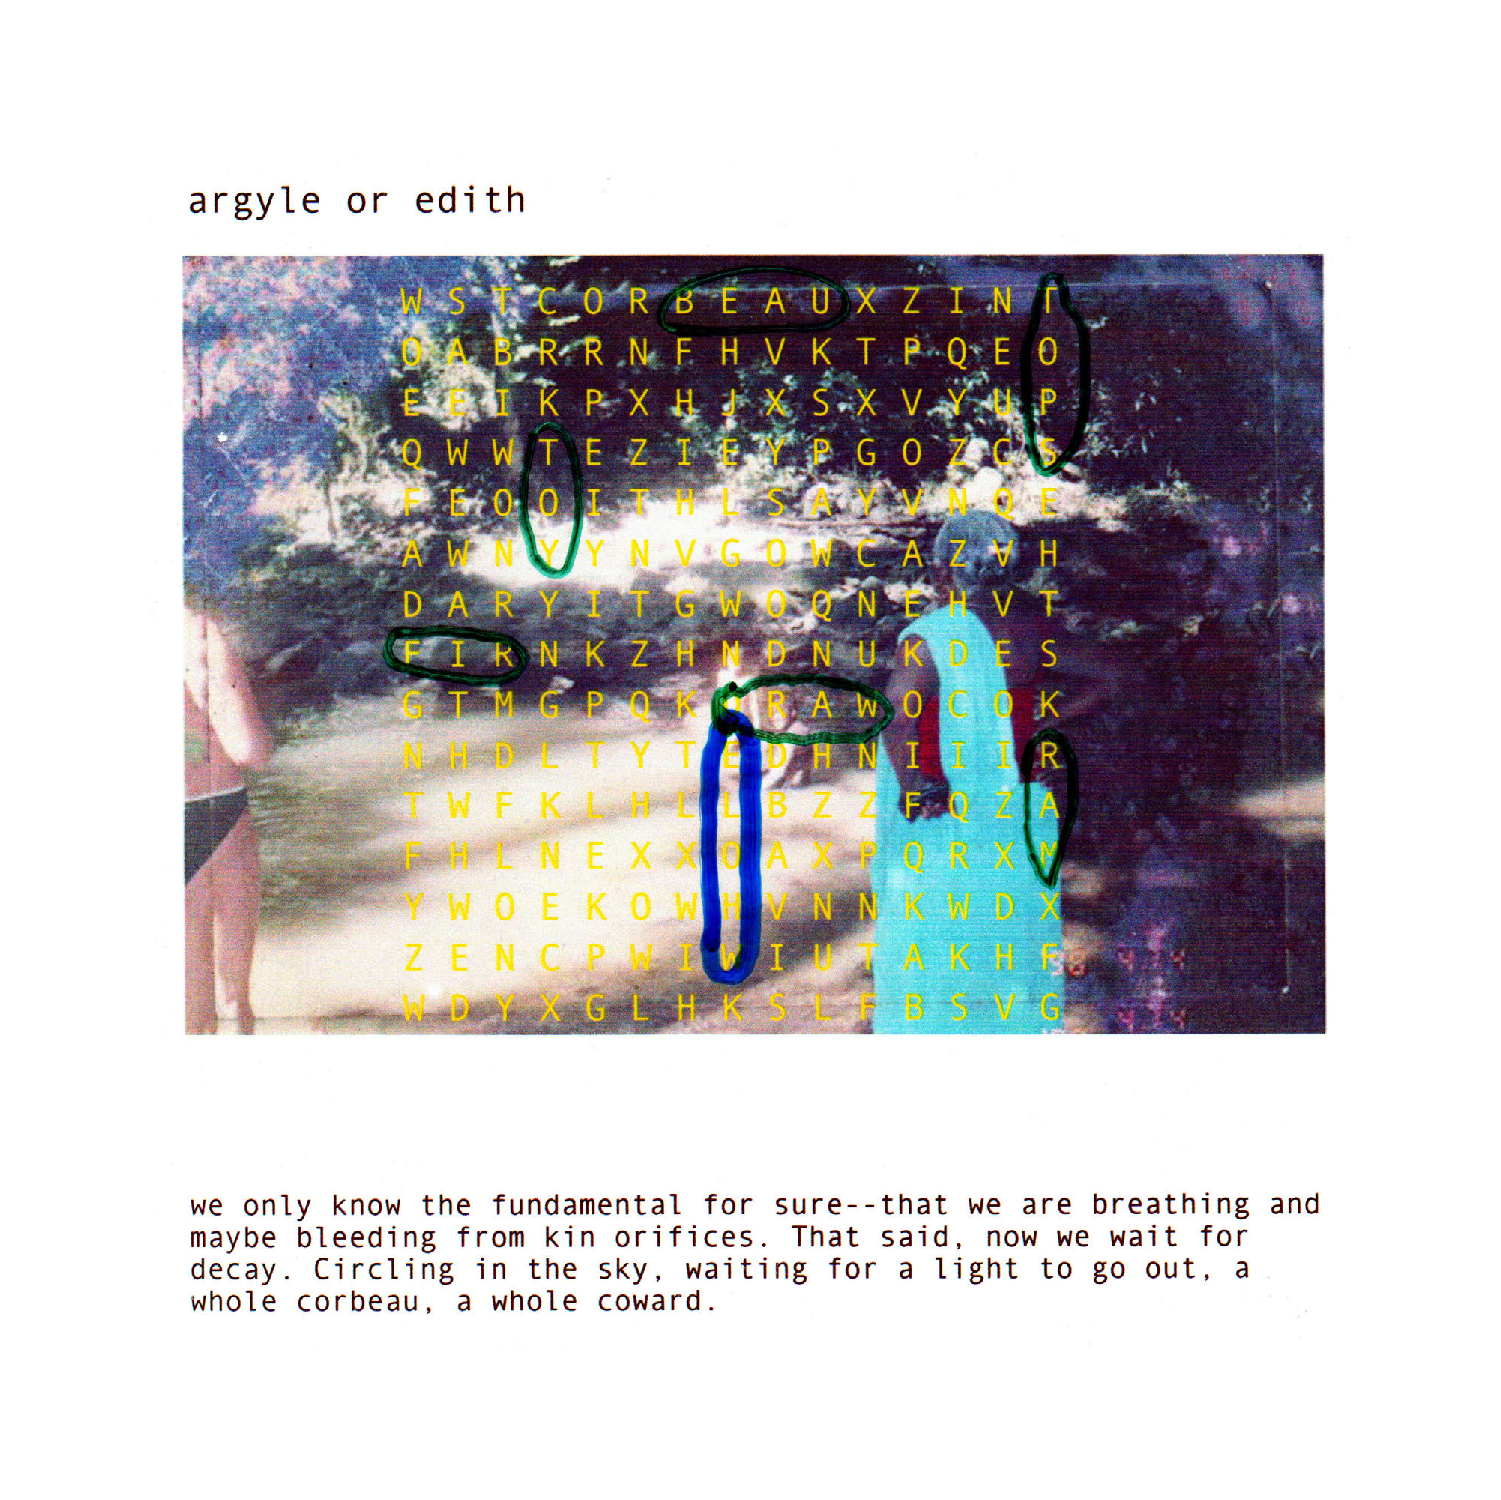 argyle or edith
W S T C O R B E A U X Z I N T
O A B R R N F H V K T P Q E O
E E I K P X H J X S X V Y U P
Q W W T E Z I E Y P G O Z C S
F E O O I T H L S A Y V N Q E
A W N Y Y N V G O W C A Z V H
D A R Y I T G W O Q N E H V T
F I R N K Z H N D N U K D E S
G T M G P Q K R A W O C O K
N H D L T Y T E D H N I I I R
T W F K L H L L B Z Z F Q Z A
F H L N E X X O A X P Q R X M
Y W O E K O W H V N N K W D X
Z E N C P W I W I U T A K H F
W D Y X G L H K S L F B S V G
we only know the fundamental for sure--that we are breathing and
maybe bleeding from kin orifices. That said, now we wait for
decay. Circling in the sky, waiting for a light to go out, a
whole corbeau, a whole coward.